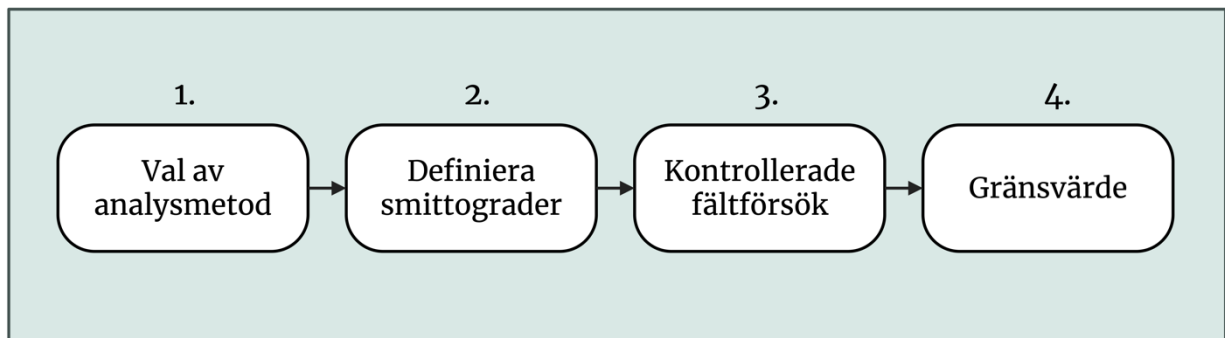 1.
Val av
analysmetod
2.
Definiera
smittograder
3.
Kontrollerade
fältförsök
4.
Gränsvärde